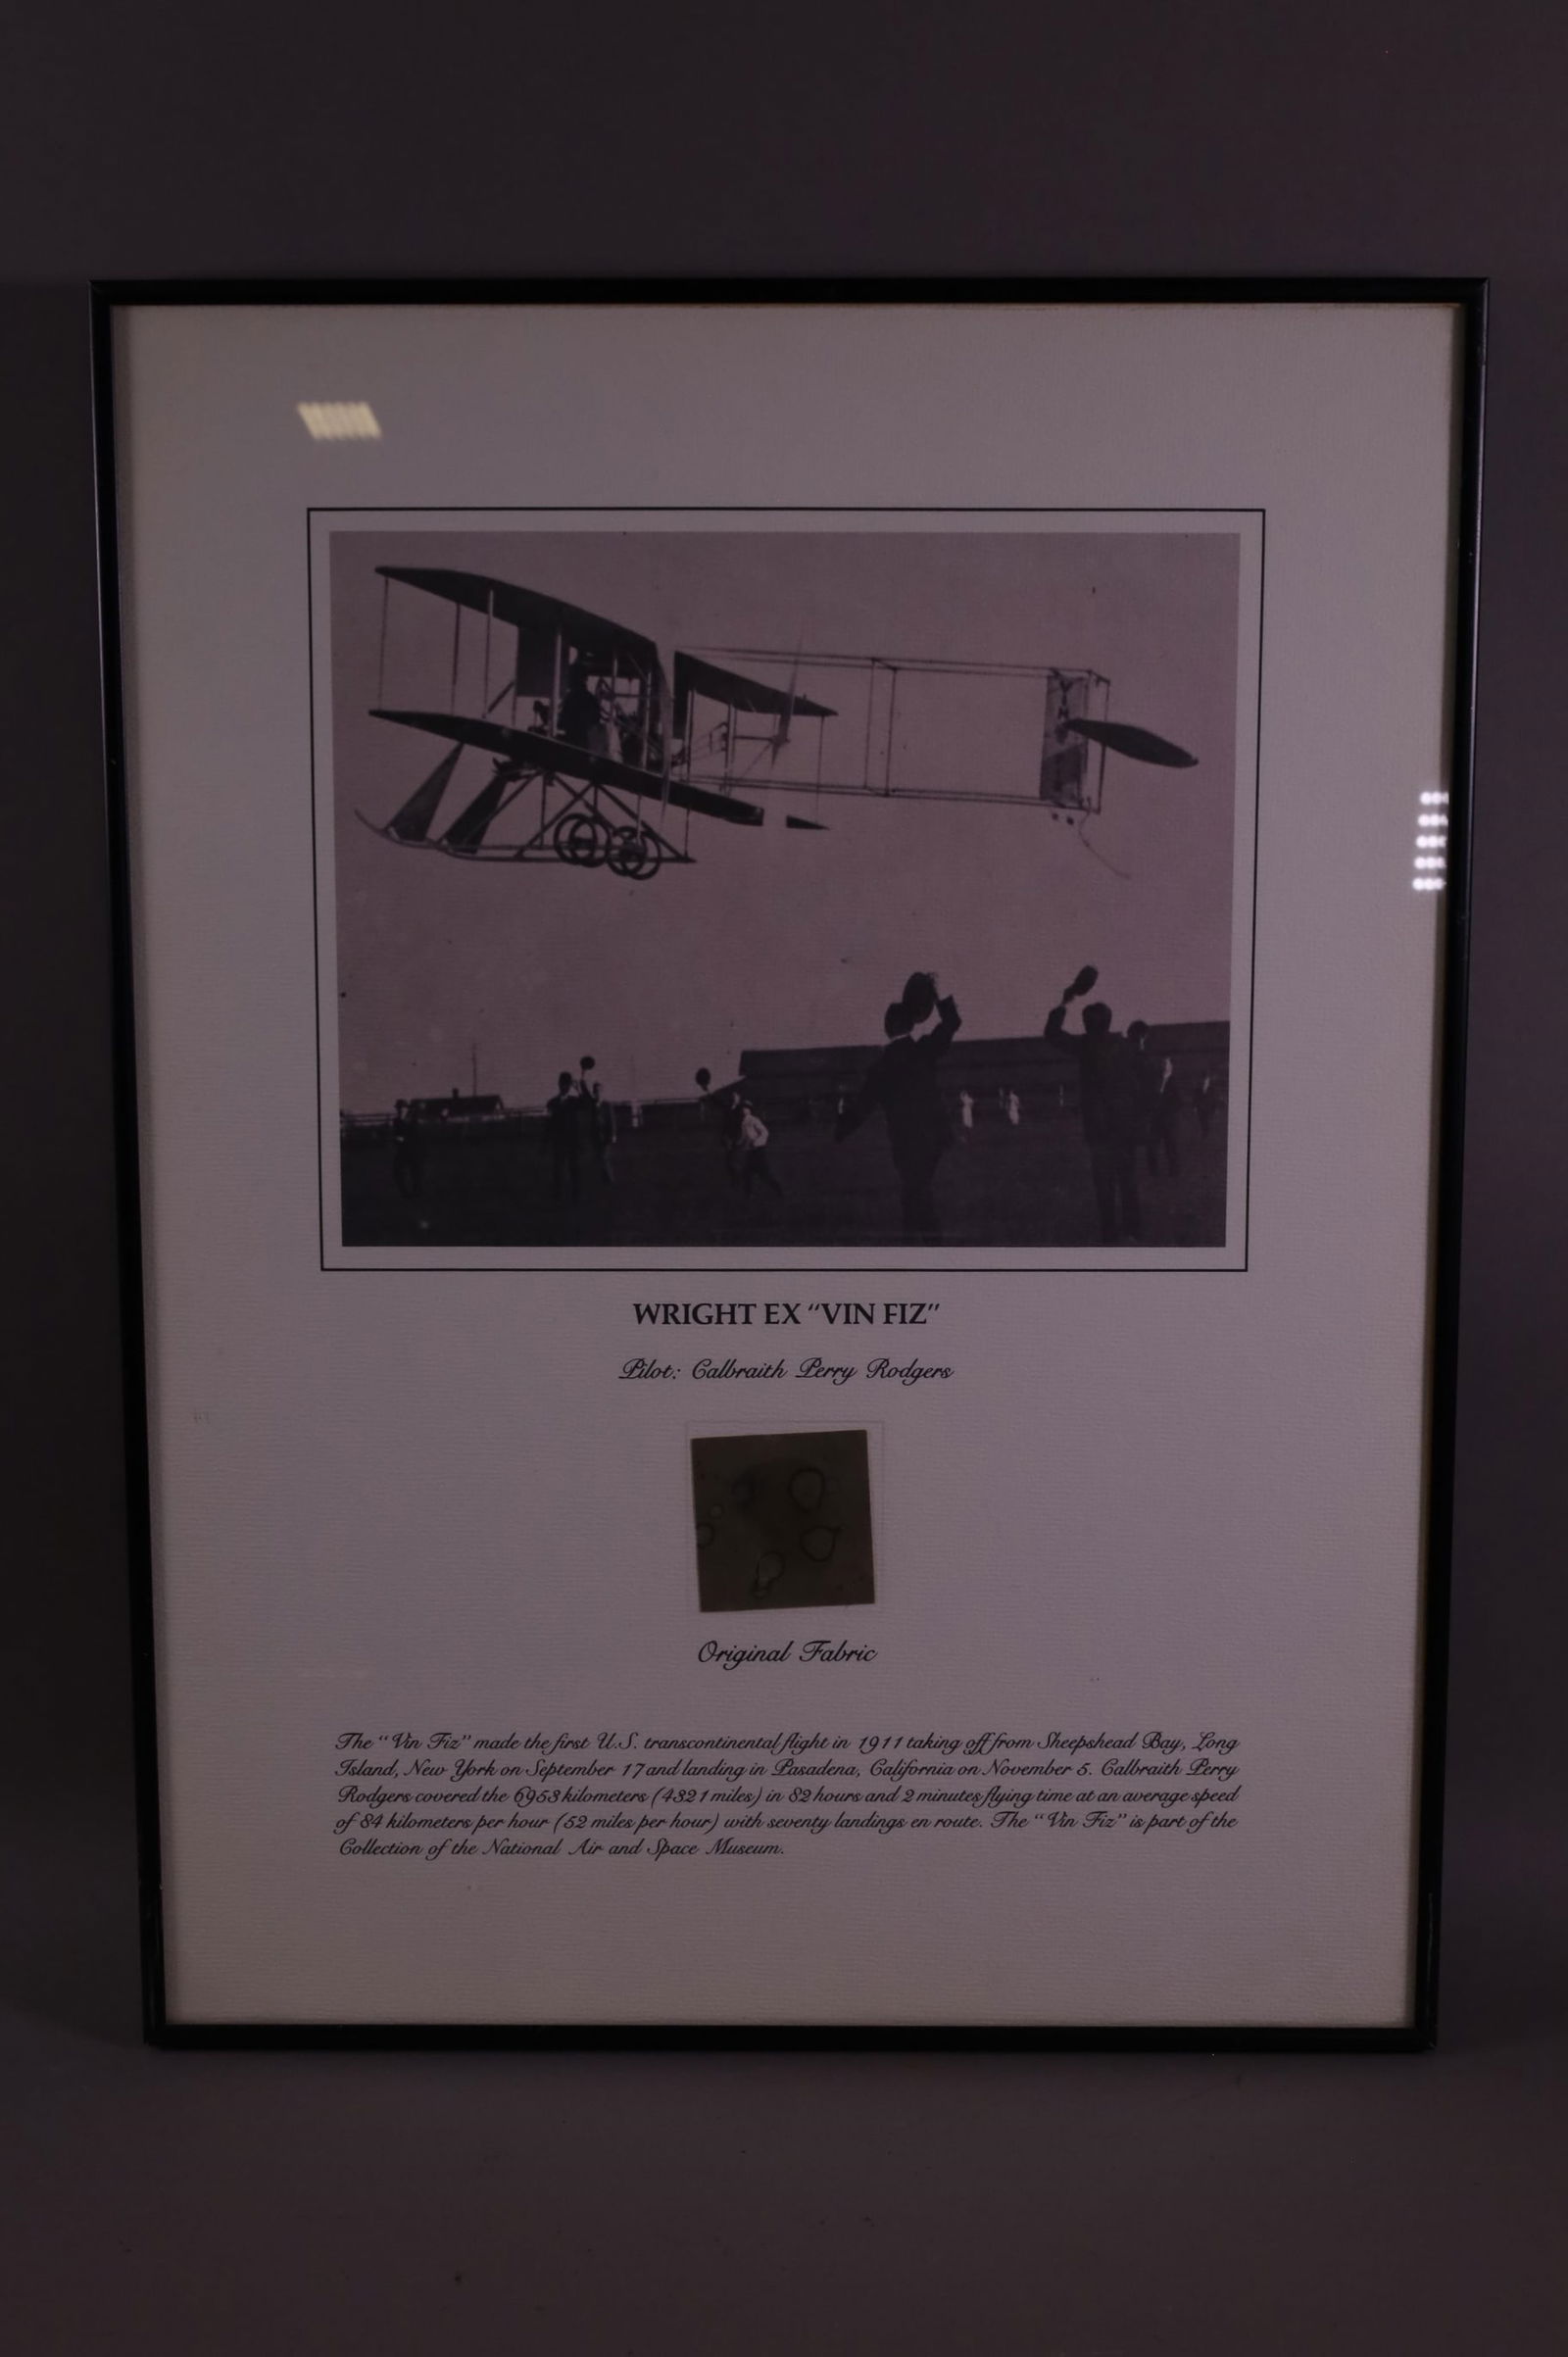 WRIGHT EX “VIN FIZ”
Pilot: Calbraith Perry Rodgers
Original Fabric
The “Vin Fiz” made the first U.S. transcontinental flight in 1911 taking off from Sheepshead Bay, Long
Island, New York on September 17 and landing in Pasadena, California on November 5. Calbraith Perry
Rodgers covered the 6953 kilometers (4321 miles) in 82 hours and 2 minutes flying time at an average speed
of 84 kilometers per hour (52 miles per hour) with seventy landings en route. The “Vin Fiz” is part of the
Collection of the National Air and Space Museum.